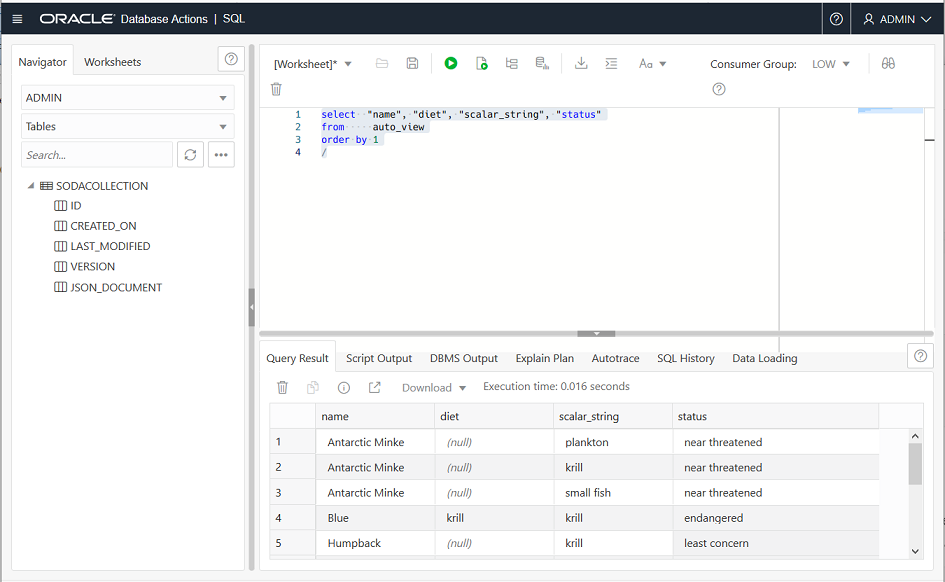 ORACLE Database Actions | SQL
ADMIN
Navigator
Worksheets
ADMIN
Tables
Search...
SODACOLLECTION
ID
CREATED_ON
LAST_MODIFIED
VERSION
JSON_DOCUMENT
[Worksheet]*
Aa
Consumer Group: LOW
1 select "name", "diet", "scalar_string", "status"
2 from auto_view
3 order by 1
4 /
Query Result Script Output DBMS Output Explain Plan Autotrace SQL History Data Loading
Download Execution time: 0.016 seconds
name diet scalar_string status
1 Antarctic Minke (null) plankton near threatened
2 Antarctic Minke (null) krill near threatened
3 Antarctic Minke (null) small fish near threatened
4 Blue krill krill endangered
5 Humpback (null) krill least concern